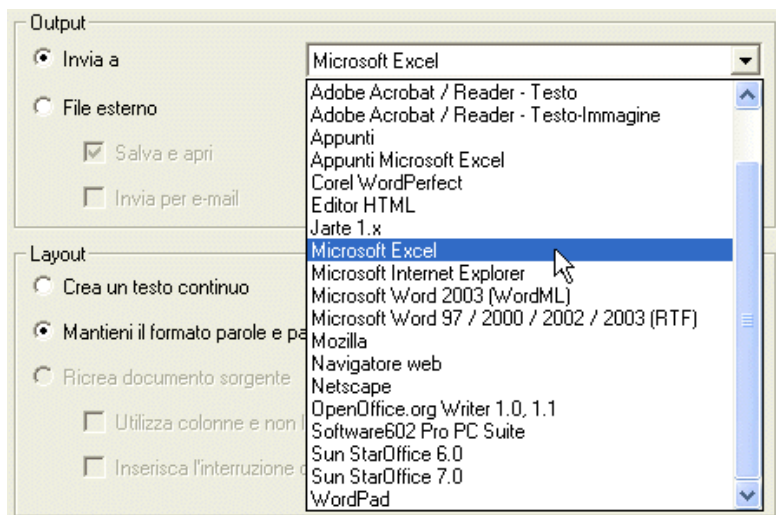 Output
Invia a
Microsoft Excel
File esterno
Salva e apri
Invia per e-mail
Adobe Acrobat / Reader - Testo
Adobe Acrobat / Reader - Testo-Immagine
Appunti
Appunti Microsoft Excel
Corel WordPerfect
Editor HTML
Jarte 1.x
Microsoft Excel
Microsoft Internet Explorer
Microsoft Word 2003 (WordML)
Microsoft Word 97 / 2000 / 2002 / 2003 (RTF)
Mozilla
Navigatore web
Netscape
OpenOffice.org Writer 1.0, 1.1
Software602 Pro PC Suite
Sun StarOffice 6.0
Sun StarOffice 7.0
WordPad
Layout
Crea un testo continuo
Mantieni il formato parole e pa
Ricrea documento sorgente
Utilizza colonne e non
Inserisca l'interruzione